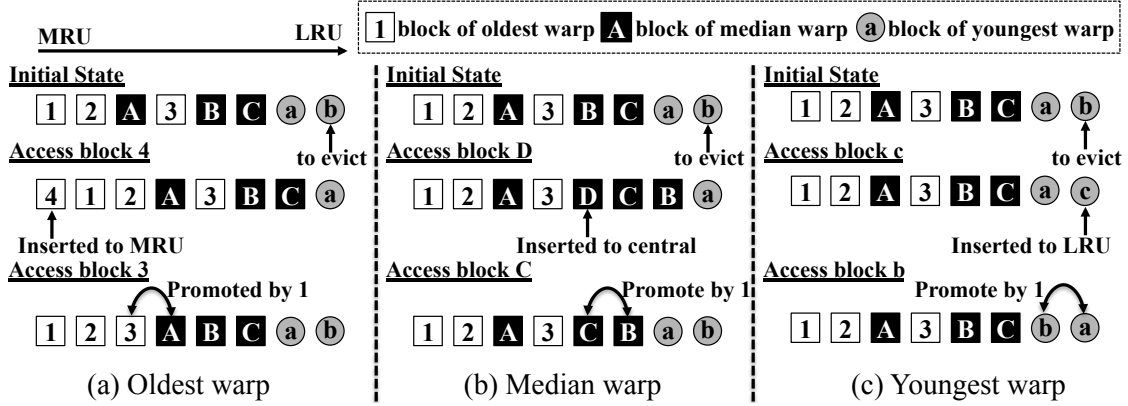 MRU LRU
1 block of oldest warp A block of median warp a block of youngest warp
Initial State
1 2 A 3 B C a b
to evict
Access block 4
4 1 2 A 3 B C a
Inserted to MRU
Access block 3
Promoted by 1
1 2 3 A B C a b
(a) Oldest warp
Initial State
1 2 A 3 B C a b
to evict
Access block D
1 2 A 3 D C B a
Inserted to central
Access block C
Promote by 1
1 2 A 3 C B a b
(b) Median warp
Initial State
1 2 A 3 B C a b
to evict
Access block c
1 2 A 3 B C a c
Inserted to LRU
Access block b
Promote by 1
1 2 A 3 B C b a
(c) Youngest warp